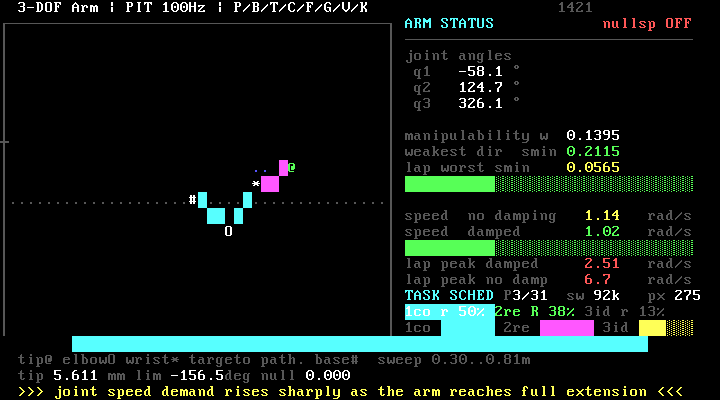 3-DOF Arm | PIT 100Hz | P/B/T/C/F/G/V/K 1421
ARM STATUS nullsp OFF
joint angles
q1 -58.1 °
q2 124.7 °
q3 326.1 °
manipulability w 0.1395
weakest dir smin 0.2115
lap worst smin 0.0565
speed no damping 1.14 rad/s
speed damped 1.02 rad/s
lap peak damped 2.51 rad/s
lap peak no damp 6.7 rad/s
TASK SCHED P3/31 sw 92k px 275
1co r 50% 2re R 38% 3id r 13%
1co 2re 3id
@
*
#
O
tip@ elbowO wrist* targeto path. base# sweep 0.30..0.81m
tip 5.611 mm lim -156.5deg null 0.000
>>> joint speed demand rises sharply as the arm reaches full extension <<<